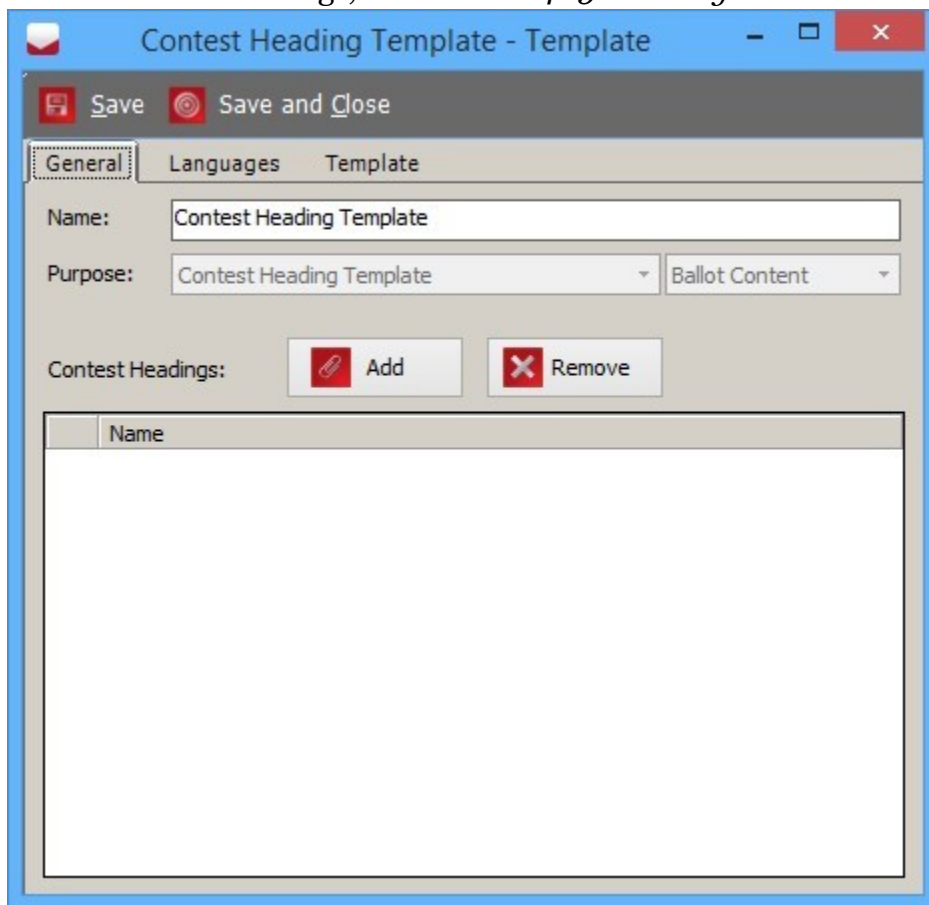 Contest Heading Template - Template
Save Save and Close
General Languages Template
Name: Contest Heading Template
Purpose: Contest Heading Template Ballot Content
Contest Headings: Add Remove
Name